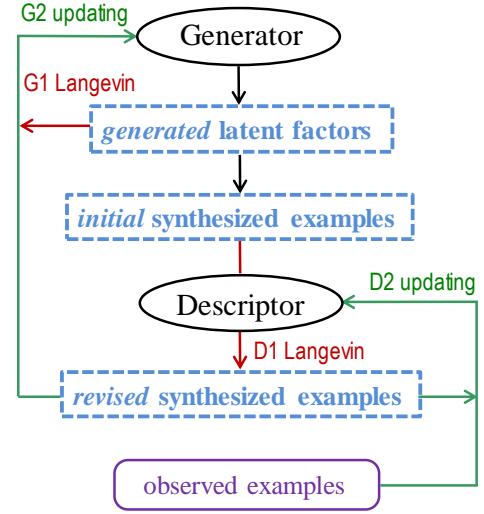 G2 updating
Generator
G1 Langevin
generated latent factors
initial synthesized examples
D2 updating
Descriptor
D1 Langevin
revised synthesized examples
observed examples